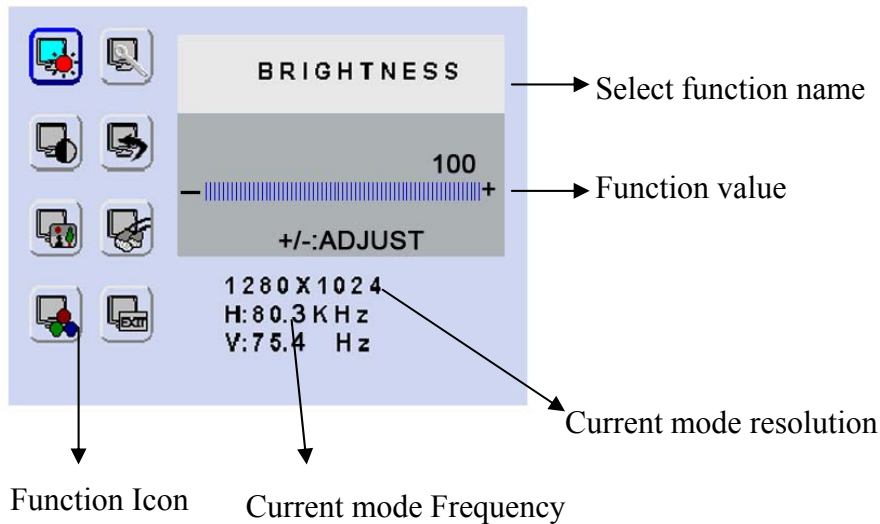 BRIGHTNESS
Select function name
100
– +
Function value
+/-:ADJUST
1280X1024
H:80.3KHz
V:75.4 Hz
EXIT
Current mode resolution
Function Icon
Current mode Frequency